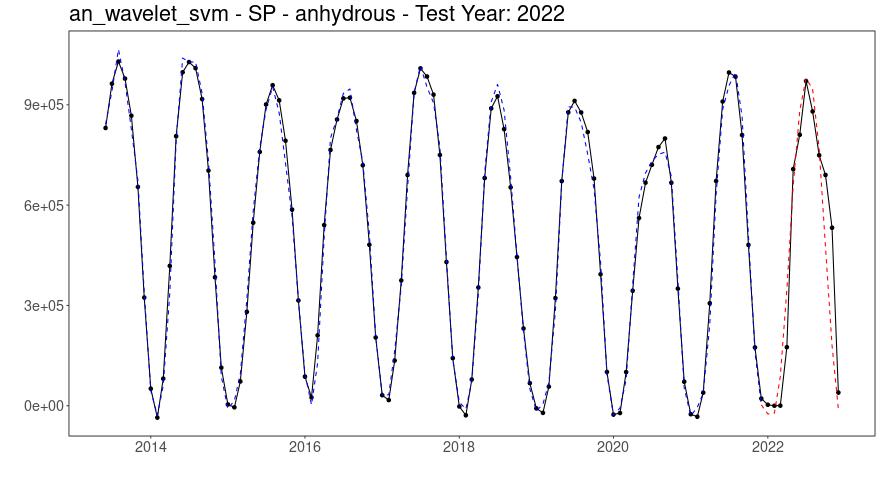 an_wavelet_svm - SP - anhydrous - Test Year: 2022
9e+05
6e+05
3e+05
0e+00
2014 2016 2018 2020 2022